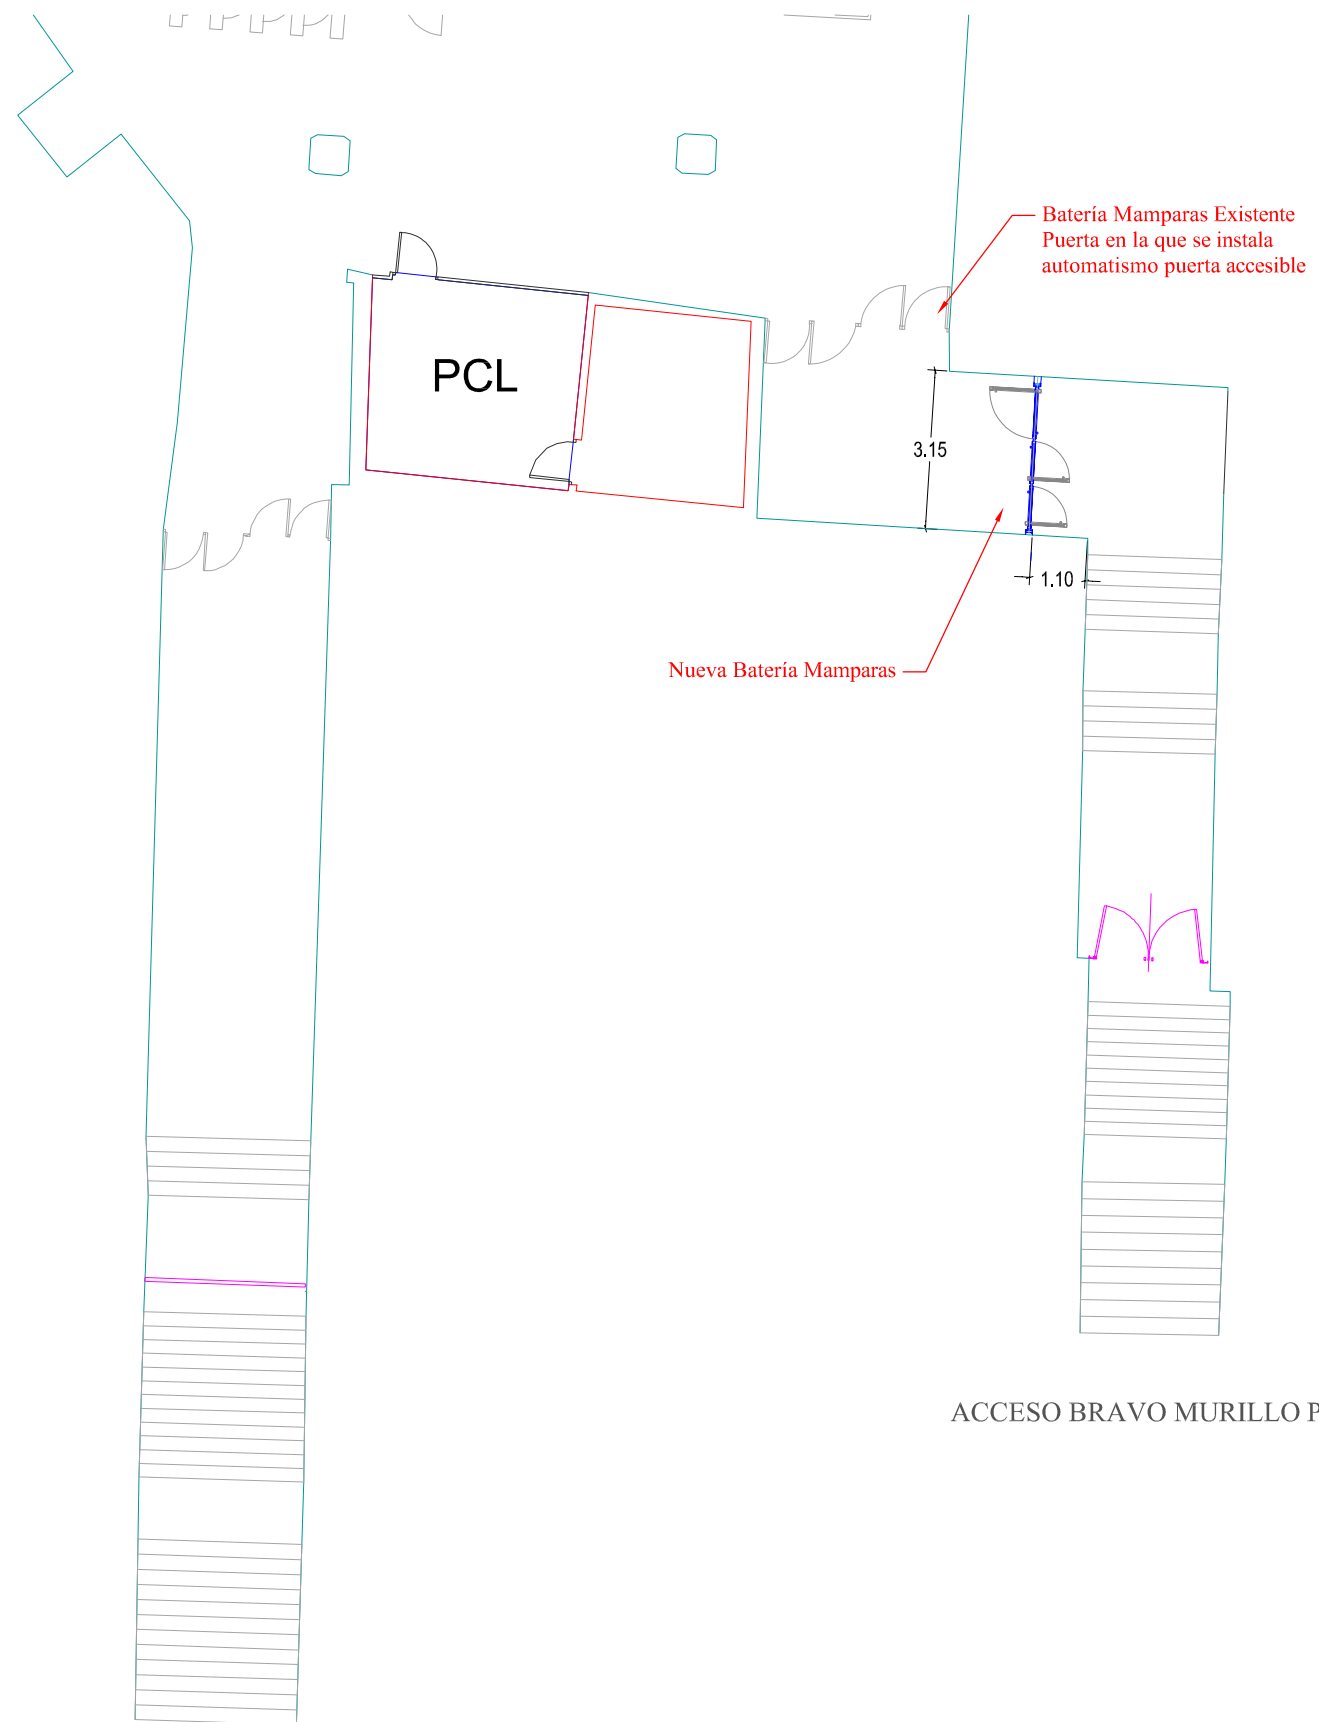 Batería Mamparas Existente
Puerta en la que se instala
automatismo puerta accesible
PCL
3.15
1.10
Nueva Batería Mamparas
ACCESO BRAVO MURILLO P